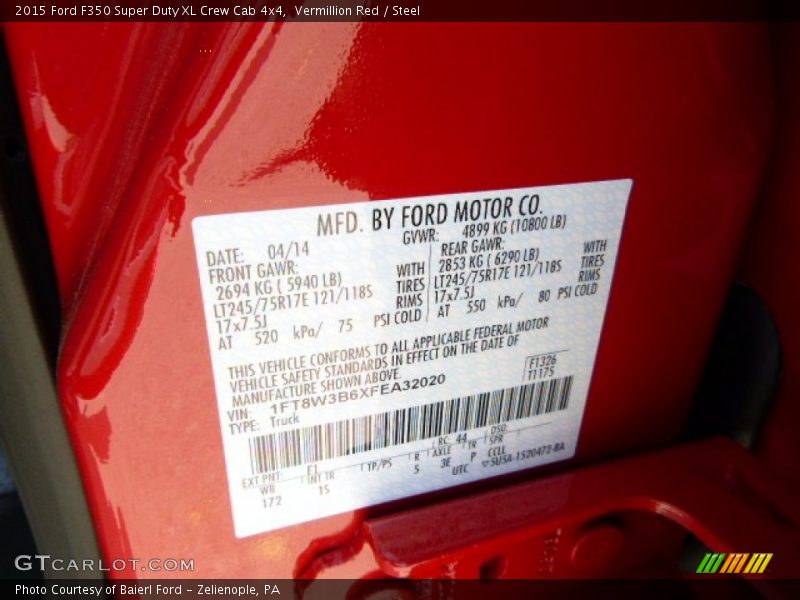 2015 Ford F350 Super Duty XL Crew Cab 4x4, Vermillion Red / Steel
MFD. BY FORD MOTOR CO.
DATE: 04/14 GVWR: 4899 KG (10800 LB)
FRONT GAWR: REAR GAWR:
2694 KG ( 5940 LB) WITH 2853 KG ( 6290 LB) WITH
LT245/75R17E 121/118S TIRES LT245/75R17E 121/118S TIRES
17x7.5J RIMS 17x7.5J RIMS
AT 520 kPa/ 75 PSI COLD AT 550 kPa/ 80 PSI COLD
THIS VEHICLE CONFORMS TO ALL APPLICABLE FEDERAL MOTOR
VEHICLE SAFETY STANDARDS IN EFFECT ON THE DATE OF
MANUFACTURE SHOWN ABOVE.
VIN: 1FT8W3B6XFEA32020 F1326
TYPE: Truck T1175
EXT PNT: F1 RC: 44 DSO:
WB INT TR TP/PS R AXLE TR SPR
172 15 5 3E P CCLE
UTC ▽5USA-1520472-BA
GTCARLOT.COM
Photo Courtesy of Baierl Ford - Zelienople, PA